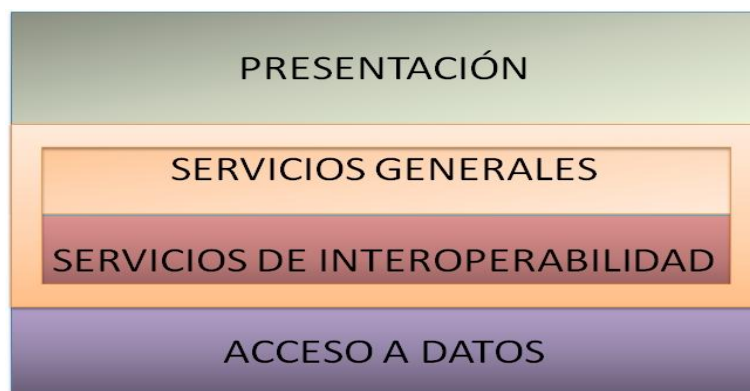 PRESENTACIÓN
SERVICIOS GENERALES
SERVICIOS DE INTEROPERABILIDAD
ACCESO A DATOS